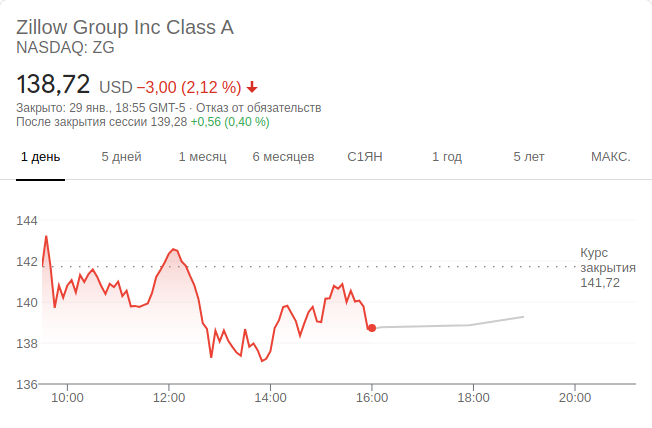 Zillow Group Inc Class A
NASDAQ: ZG
138,72 USD −3,00 (2,12 %)
Закрыто: 29 янв., 18:55 GMT-5 · Отказ от обязательств
После закрытия сессии 139,28 +0,56 (0,40 %)
1 день 5 дней 1 месяц 6 месяцев С1ЯН 1 год 5 лет МАКС.
144
142
140
138
136
Курс
закрытия
141,72
10:00 12:00 14:00 16:00 18:00 20:00